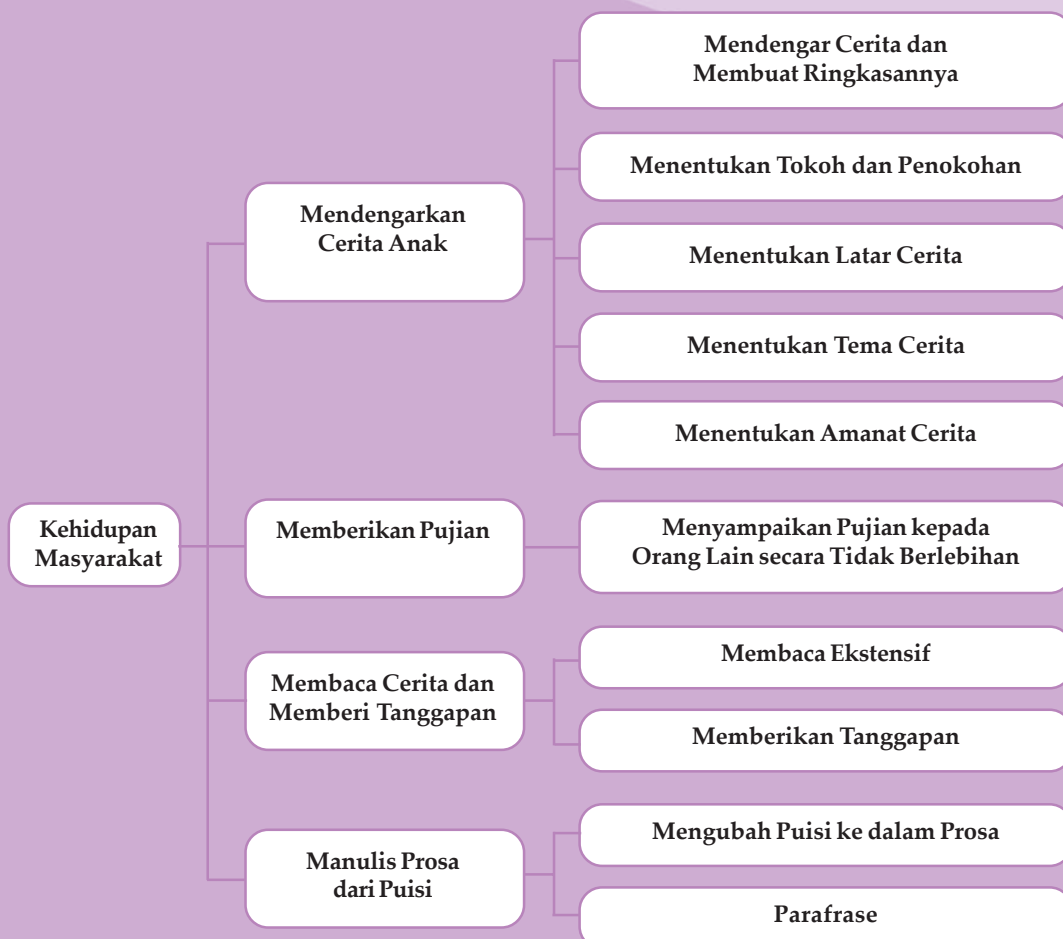 Kehidupan
Masyarakat
Mendengarkan
Cerita Anak
Mendengar Cerita dan
Membuat Ringkasannya
Menentukan Tokoh dan Penokohan
Menentukan Latar Cerita
Menentukan Tema Cerita
Menentukan Amanat Cerita
Memberikan Pujian
Menyampaikan Pujian kepada
Orang Lain secara Tidak Berlebihan
Membaca Cerita dan
Memberi Tanggapan
Membaca Ekstensif
Memberikan Tanggapan
Manulis Prosa
dari Puisi
Mengubah Puisi ke dalam Prosa
Parafrase